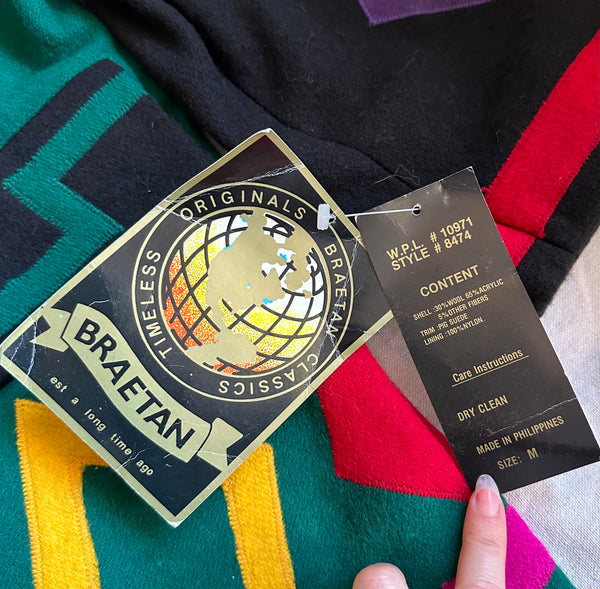 TIMELESS ORIGINALS BRAETAN CLASSICS
BRAETAN
est a long time ago
W.P.L. # 10971
STYLE # 8474
CONTENT
SHELL :30%WOOL 65%ACRYLIC
5%OTHER FIBERS
TRIM :PIG SUEDE
LINING :100%NYLON
Care Instructions
DRY CLEAN
MADE IN PHILIPPINES
SIZE: M